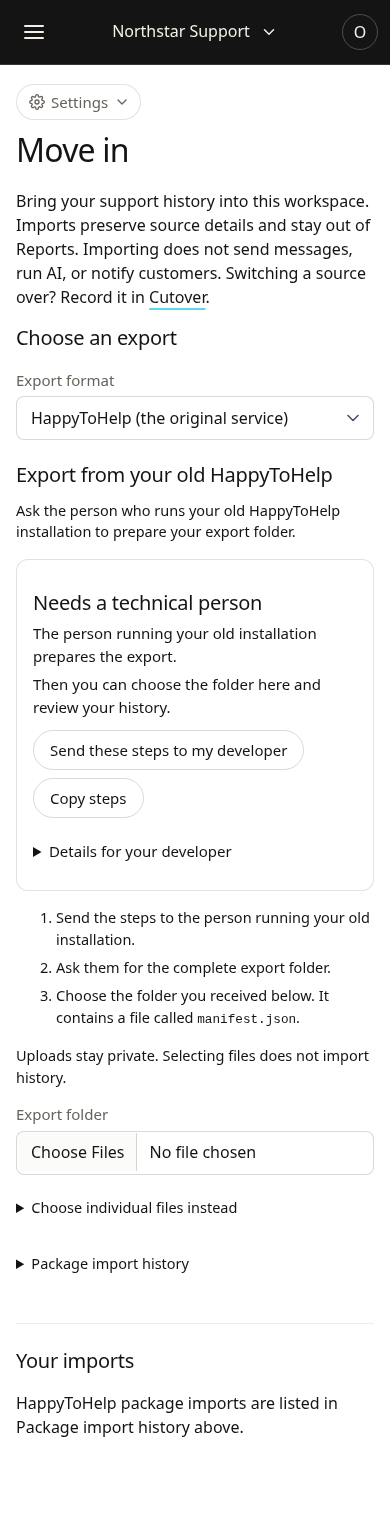 Northstar Support
O
Settings
Move in
Bring your support history into this workspace.
Imports preserve source details and stay out of
Reports. Importing does not send messages,
run AI, or notify customers. Switching a source
over? Record it in Cutover.
Choose an export
Export format
HappyToHelp (the original service)
Export from your old HappyToHelp
Ask the person who runs your old HappyToHelp
installation to prepare your export folder.
Needs a technical person
The person running your old installation
prepares the export.
Then you can choose the folder here and
review your history.
Send these steps to my developer
Copy steps
Details for your developer
1. Send the steps to the person running your old
installation.
2. Ask them for the complete export folder.
3. Choose the folder you received below. It
contains a file called manifest.json.
Uploads stay private. Selecting files does not import
history.
Export folder
Choose Files No file chosen
Choose individual files instead
Package import history
Your imports
HappyToHelp package imports are listed in
Package import history above.